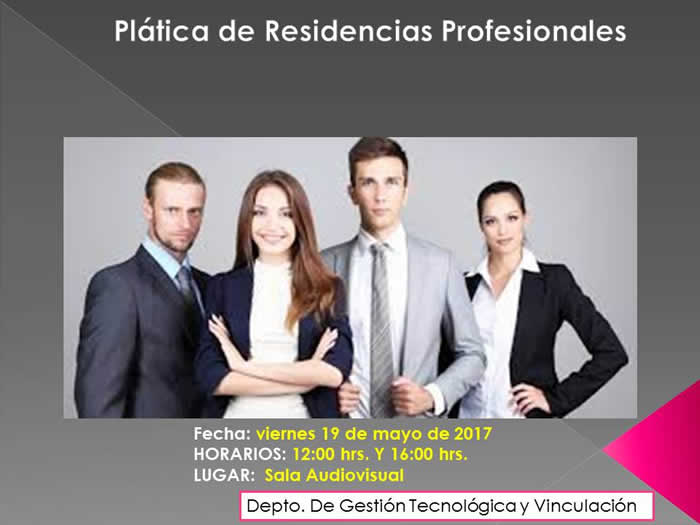 Plática de Residencias Profesionales
Fecha: viernes 19 de mayo de 2017
HORARIOS: 12:00 hrs. Y 16:00 hrs.
LUGAR: Sala Audiovisual
Depto. De Gestión Tecnológica y Vinculación